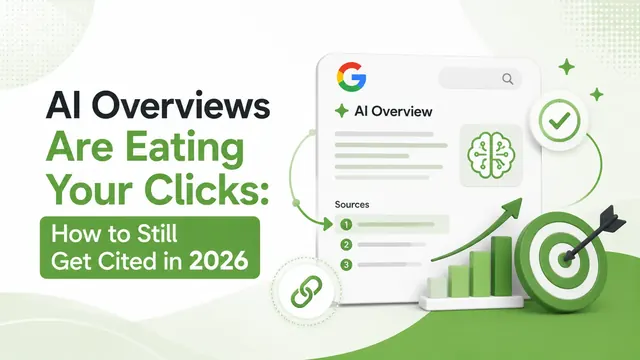 AI Overviews
Are Eating
Your Clicks:
How to Still
Get Cited in 2026
G
AI Overview
Sources
1
2
3